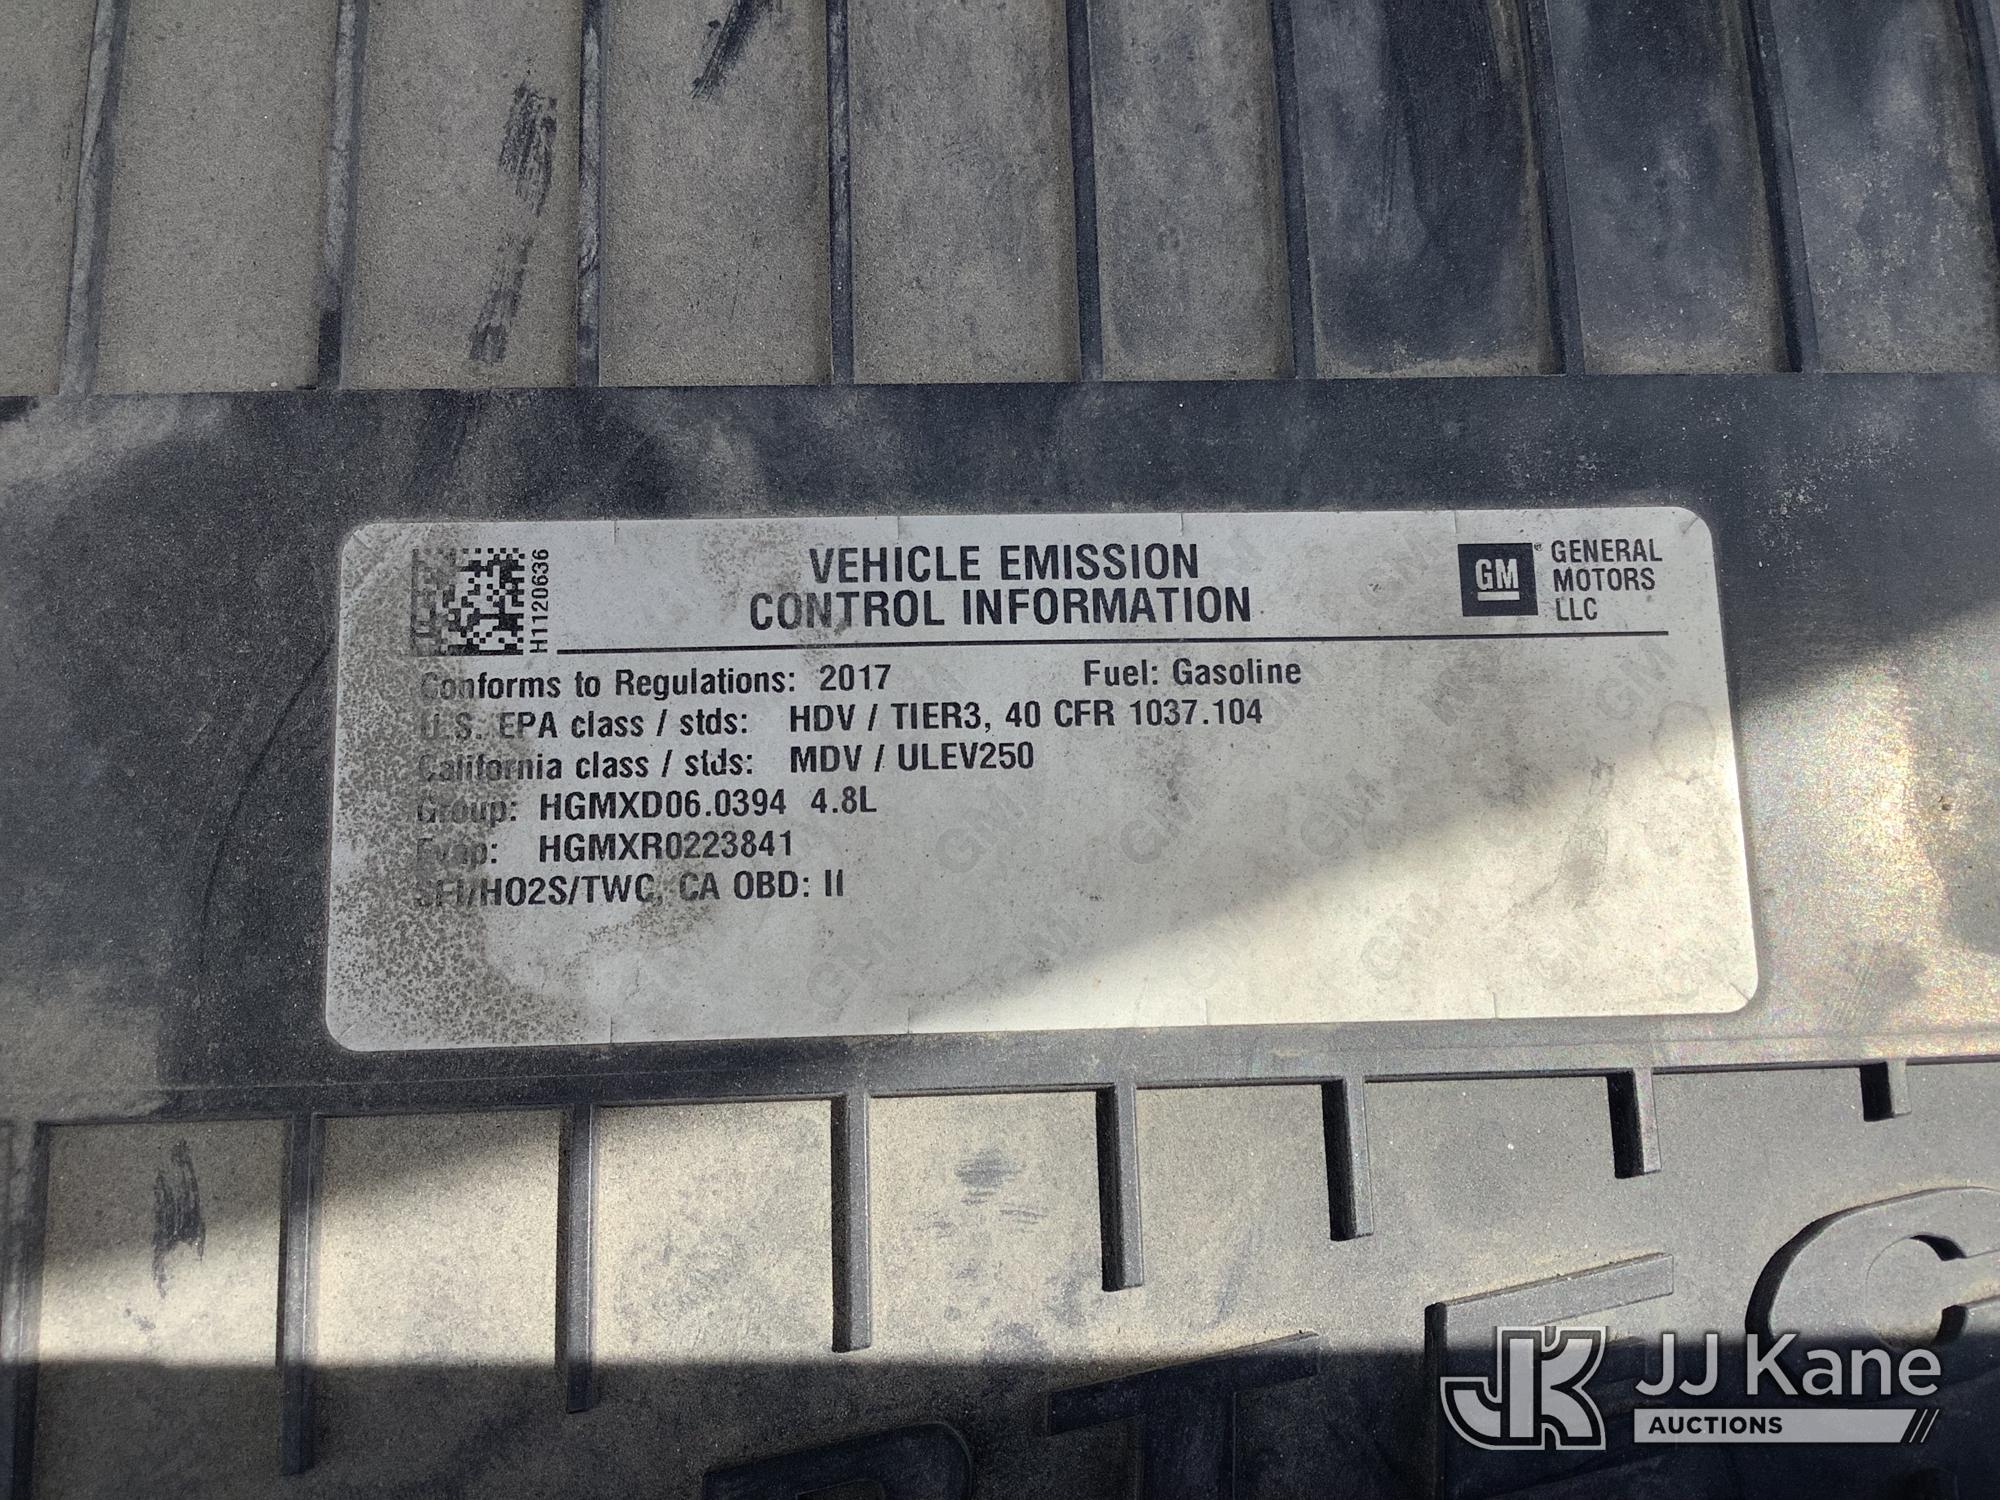 H1120636
VEHICLE EMISSION
CONTROL INFORMATION
GM
GENERAL
MOTORS
LLC
Conforms to Regulations: 2017 Fuel: Gasoline
U.S. EPA class / stds: HDV / TIER3, 40 CFR 1037.104
California class / stds: MDV / ULEV250
Group: HGMXD06.0394 4.8L
Evap: HGMXR0223841
SFI/HO2S/TWC, CA OBD: II
JJ Kane
AUCTIONS